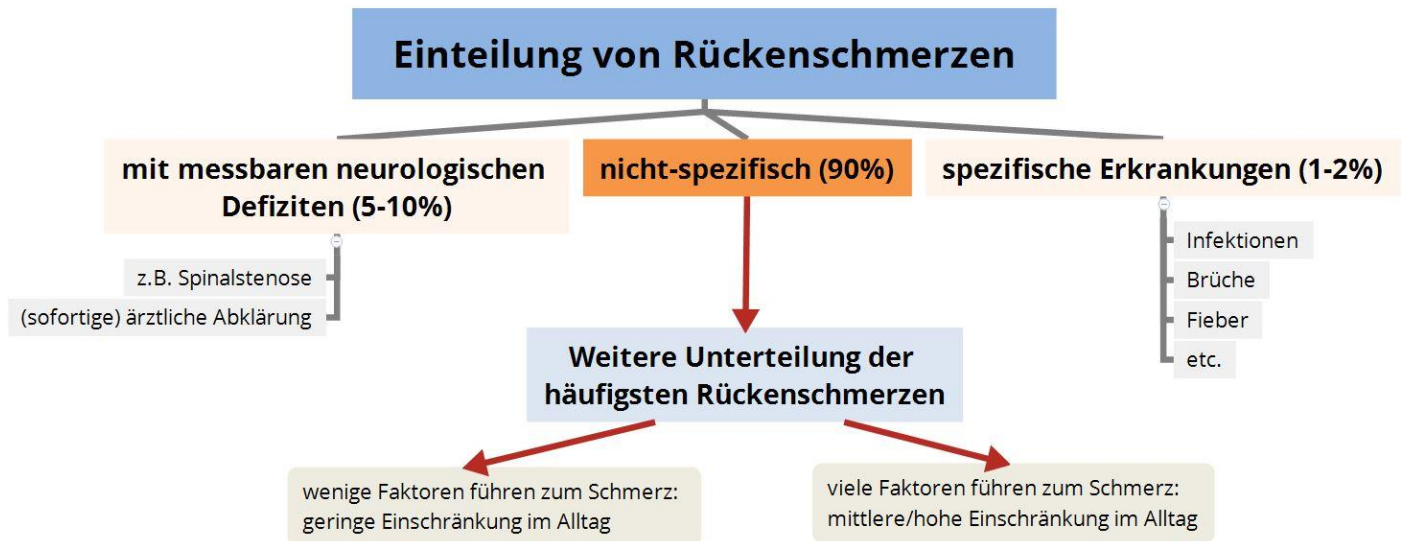 Einteilung von Rückenschmerzen
mit messbaren neurologischen
Defiziten (5-10%)
z.B. Spinalstenose
(sofortige) ärztliche Abklärung
nicht-spezifisch (90%)
spezifische Erkrankungen (1-2%)
Infektionen
Brüche
Fieber
etc.
Weitere Unterteilung der
häufigsten Rückenschmerzen
wenige Faktoren führen zum Schmerz:
geringe Einschränkung im Alltag
viele Faktoren führen zum Schmerz:
mittlere/hohe Einschränkung im Alltag